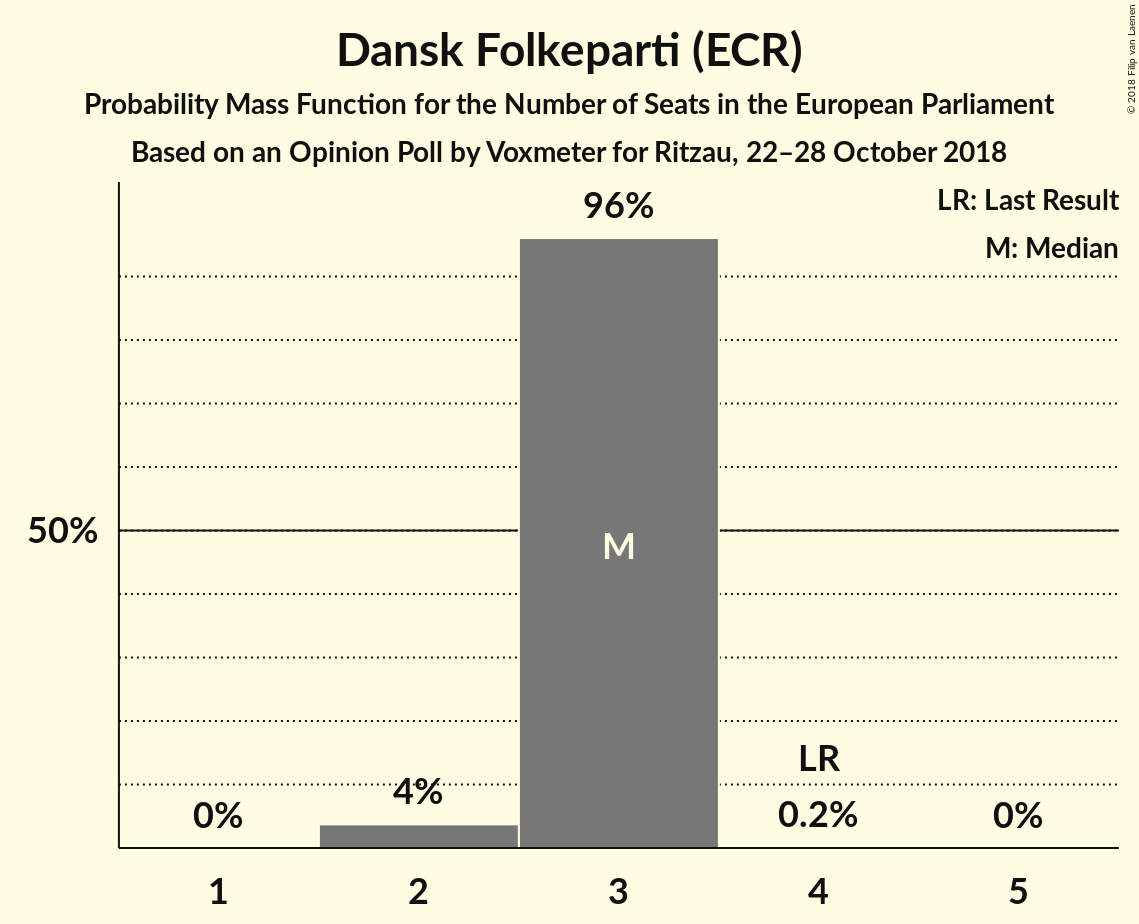 Dansk Folkeparti (ECR)
Probability Mass Function for the Number of Seats in the European Parliament
Based on an Opinion Poll by Voxmeter for Ritzau, 22–28 October 2018
© 2018 Filip van Laenen
LR: Last Result
M: Median
96%
50%
M
LR
4%
0%
0.2%
0%
1
2
3
4
5